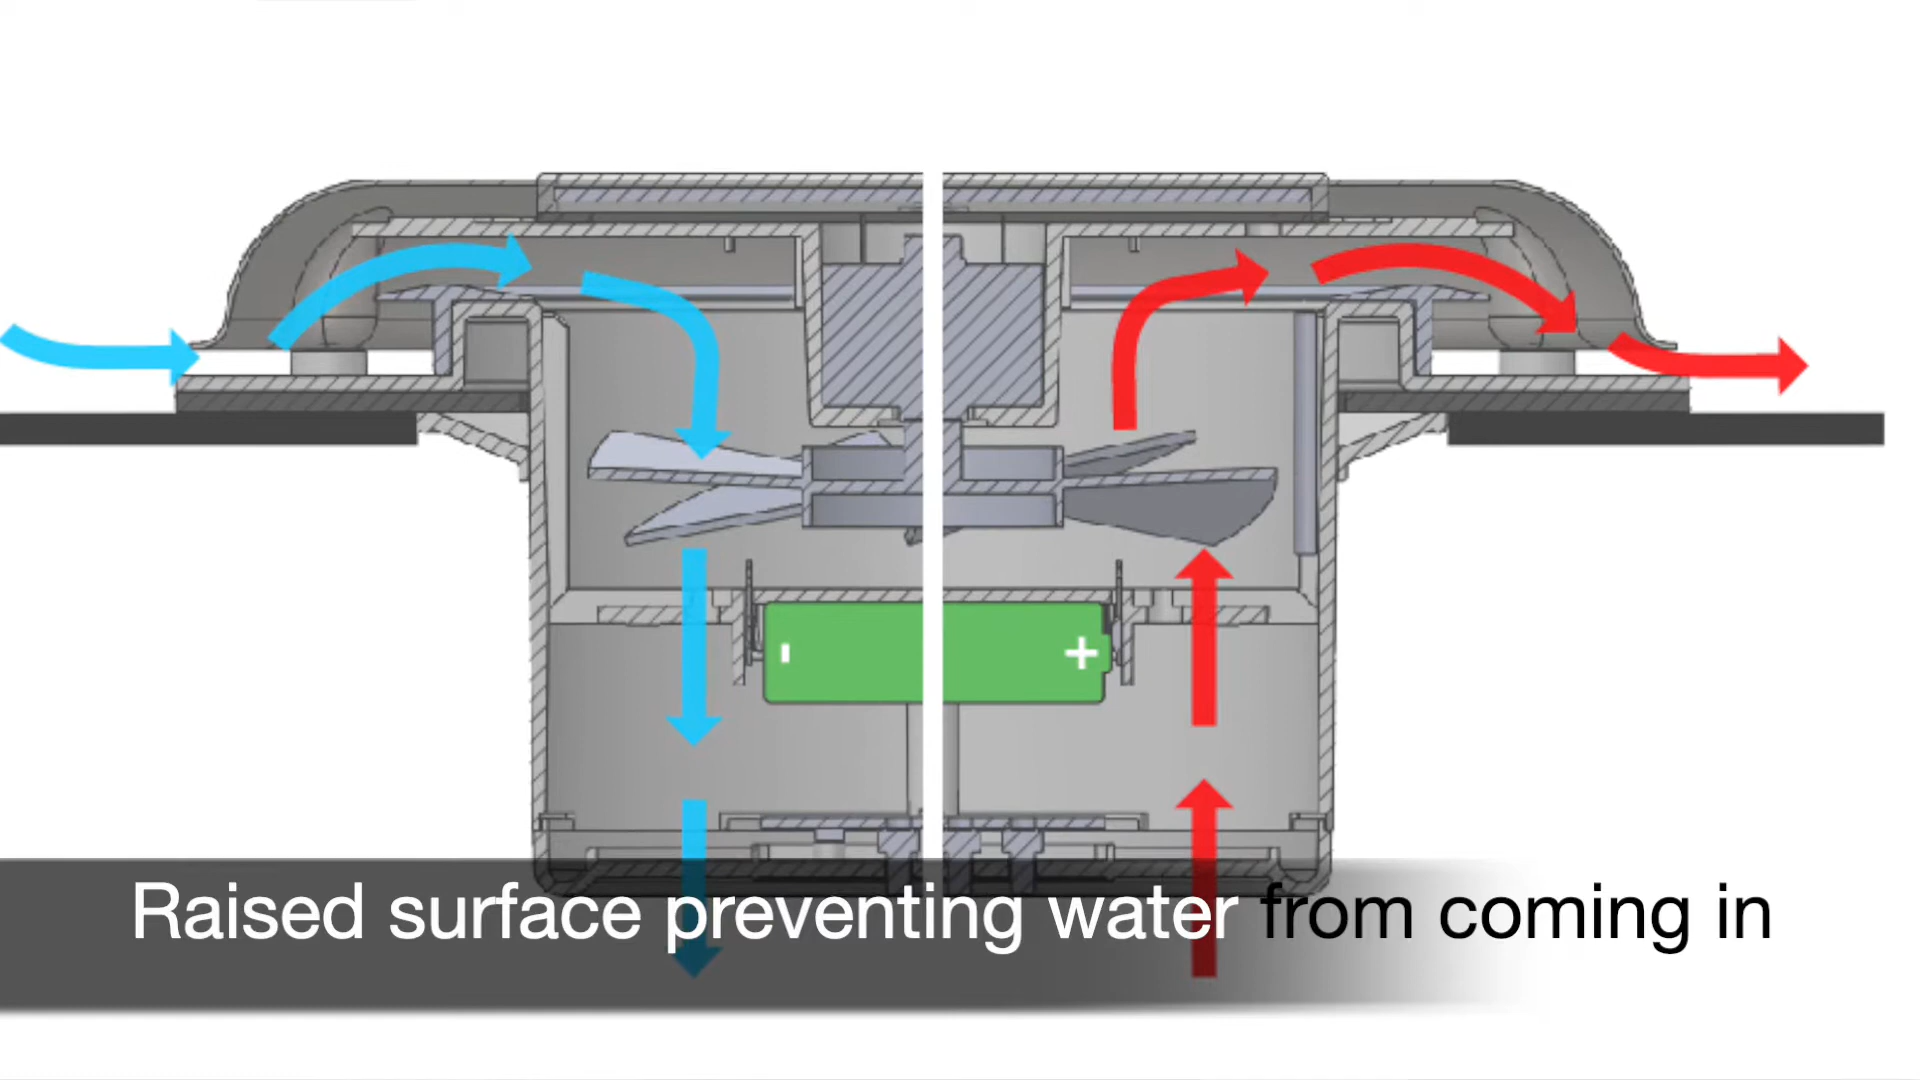 - +
Raised surface preventing water from coming in